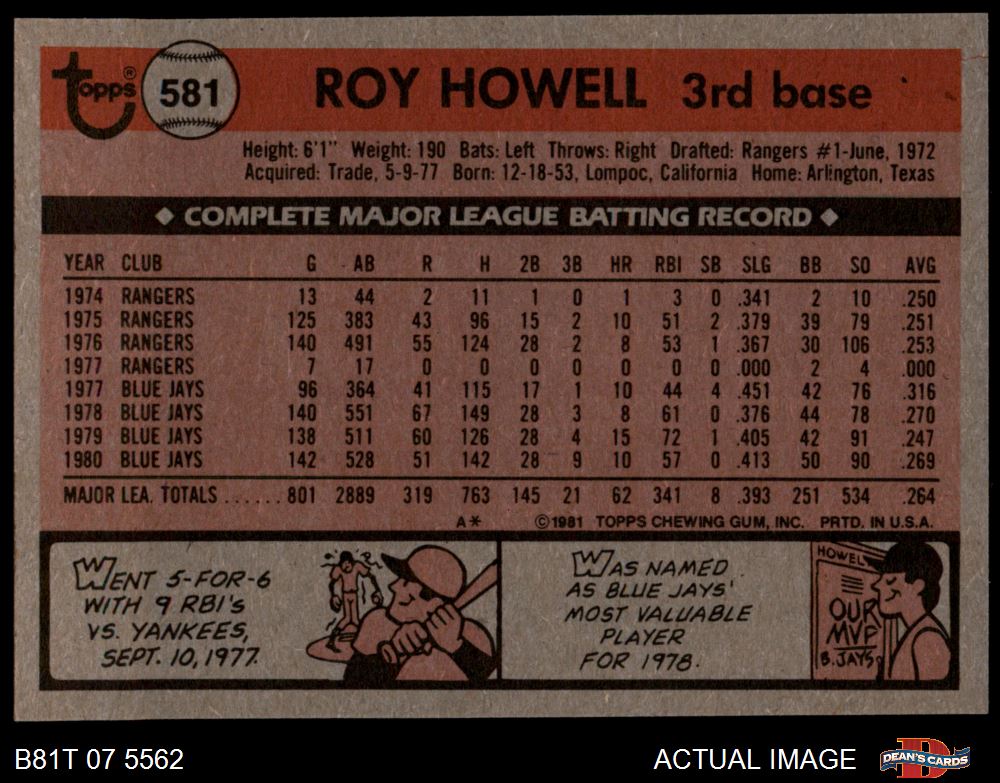 Topps®
581
ROY HOWELL 3rd base
Height: 6'1" Weight: 190 Bats: Left Throws: Right Drafted: Rangers #1-June, 1972
Acquired: Trade, 5-9-77 Born: 12-18-53, Lompoc, California Home: Arlington, Texas
◆ COMPLETE MAJOR LEAGUE BATTING RECORD ◆
YEAR CLUB G AB R H 2B 3B HR RBI SB SLG BB SO AVG
1974 RANGERS 13 44 2 11 1 0 1 3 0 .341 2 10 .250
1975 RANGERS 125 383 43 96 15 2 10 51 2 .379 39 79 .251
1976 RANGERS 140 491 55 124 28 2 8 53 1 .367 30 106 .253
1977 RANGERS 7 17 0 0 0 0 0 0 0 .000 2 4 .000
1977 BLUE JAYS 96 364 41 115 17 1 10 44 4 .451 42 76 .316
1978 BLUE JAYS 140 551 67 149 28 3 8 61 0 .376 44 78 .270
1979 BLUE JAYS 138 511 60 126 28 4 15 72 1 .405 42 91 .247
1980 BLUE JAYS 142 528 51 142 28 9 10 57 0 .413 50 90 .269
MAJOR LEA. TOTALS ...... 801 2889 319 763 145 21 62 341 8 .393 251 534 .264
A* ©1981 TOPPS CHEWING GUM, INC. PRTD. IN U.S.A.
WENT 5-FOR-6
WITH 9 RBI's
VS. YANKEES,
SEPT. 10, 1977.
WAS NAMED
AS BLUE JAYS'
MOST VALUABLE
PLAYER
FOR 1978.
HOWEL
OUR
MVP
B. JAYS
B81T 07 5562
ACTUAL IMAGE
D
DEAN'S CARDS